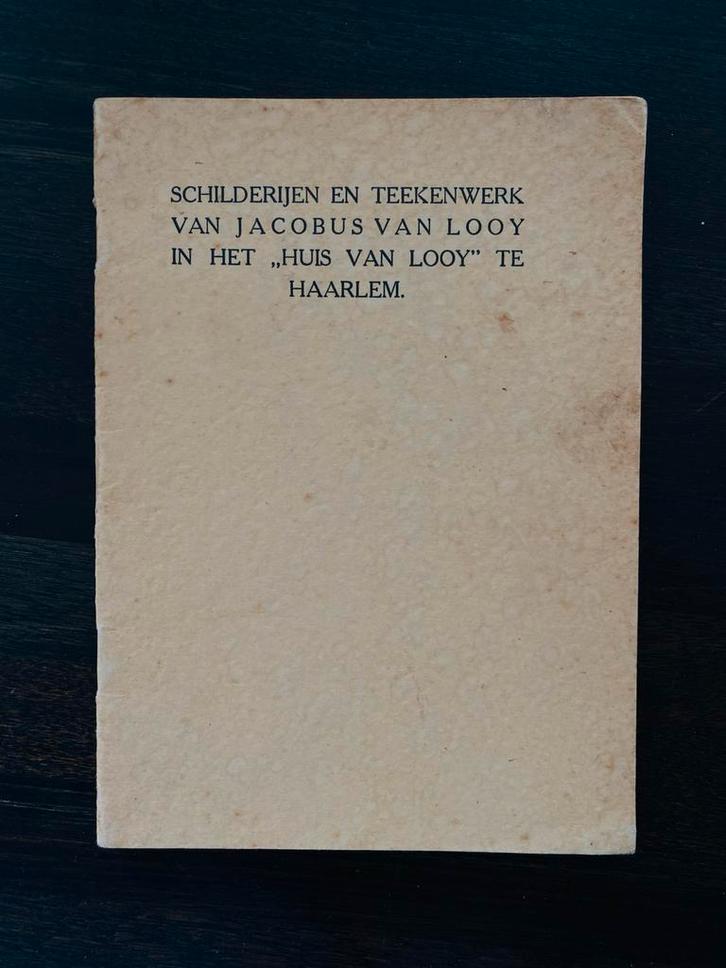 SCHILDERIJEN EN TEEKENWERK
VAN JACOBUS VAN LOOY
IN HET „HUIS VAN LOOY” TE
HAARLEM.